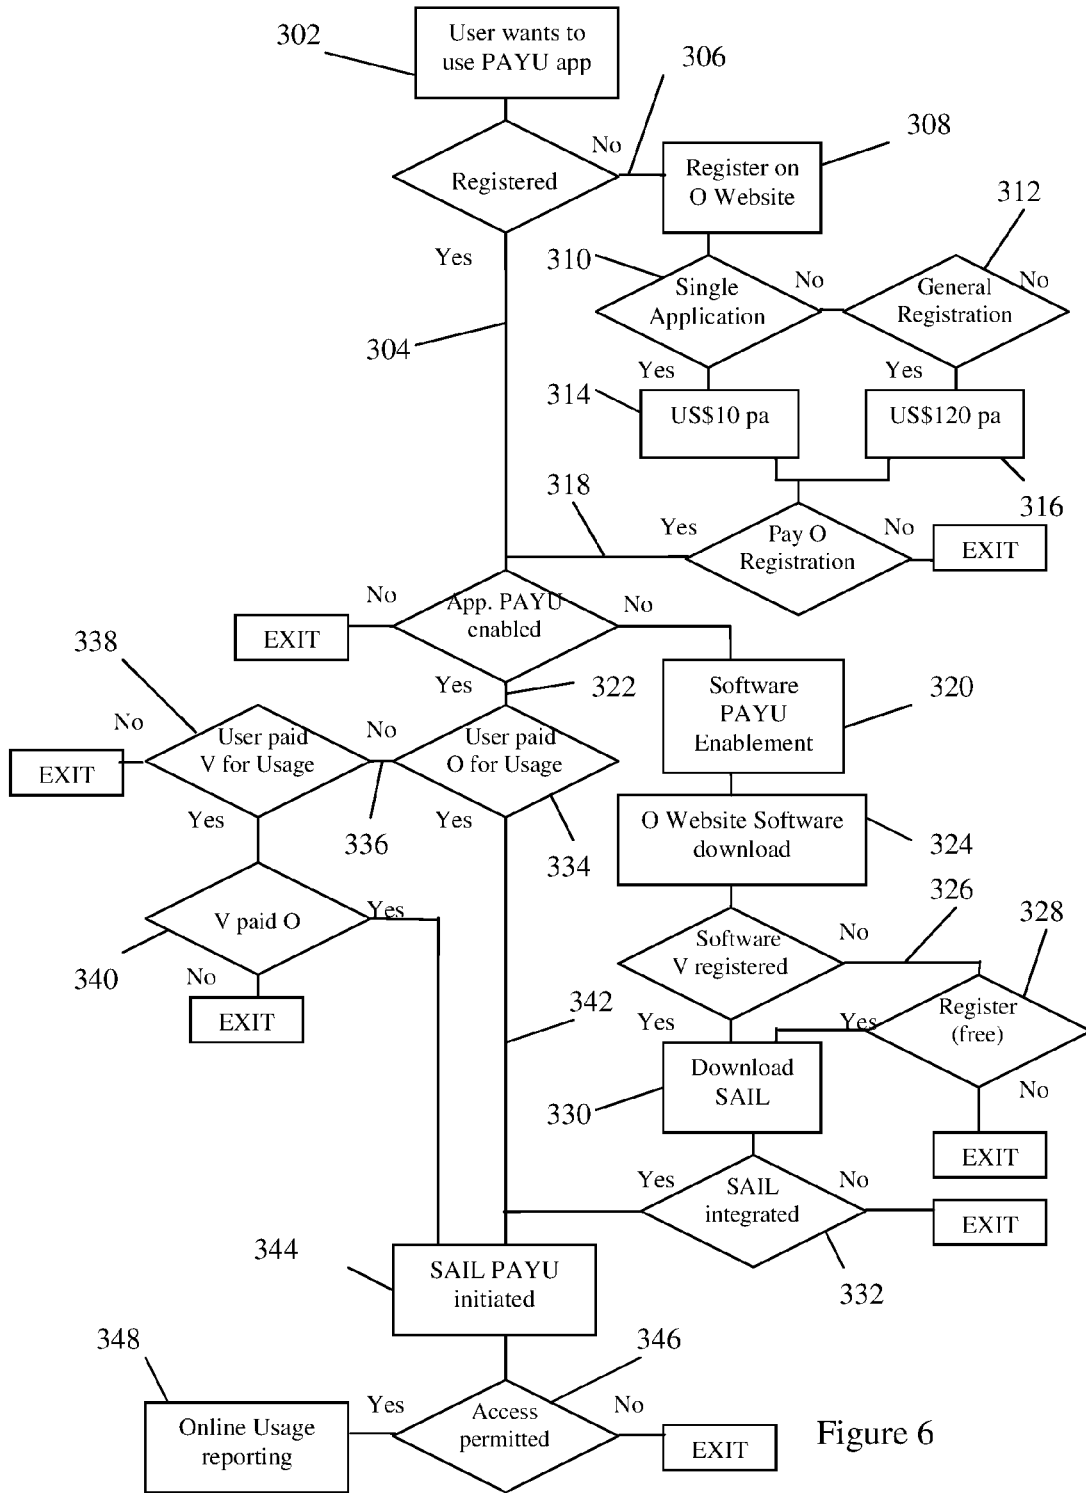 302
User wants to
use PAYU app
306
No
308
Register on
O Website
Registered
312
Yes
310
Single
Application
No
General
Registration
No
304
Yes
Yes
314
US$10 pa
US$120 pa
316
318
Yes
Pay O
Registration
No
EXIT
No
App. PAYU
enabled
No
EXIT
338
Yes
322
Software
PAYU
Enablement
320
No
User paid
V for Usage
No
User paid
O for Usage
EXIT
Yes
336
Yes
334
O Website Software
download
324
326
328
V paid O
Yes
Software
V registered
No
340
No
EXIT
342
Yes
Yes
Register
(free)
Download
SAIL
330
No
EXIT
Yes
SAIL
integrated
No
EXIT
344
SAIL PAYU
initiated
332
348
346
Yes
Access
permitted
No
Online Usage
reporting
EXIT
Figure 6